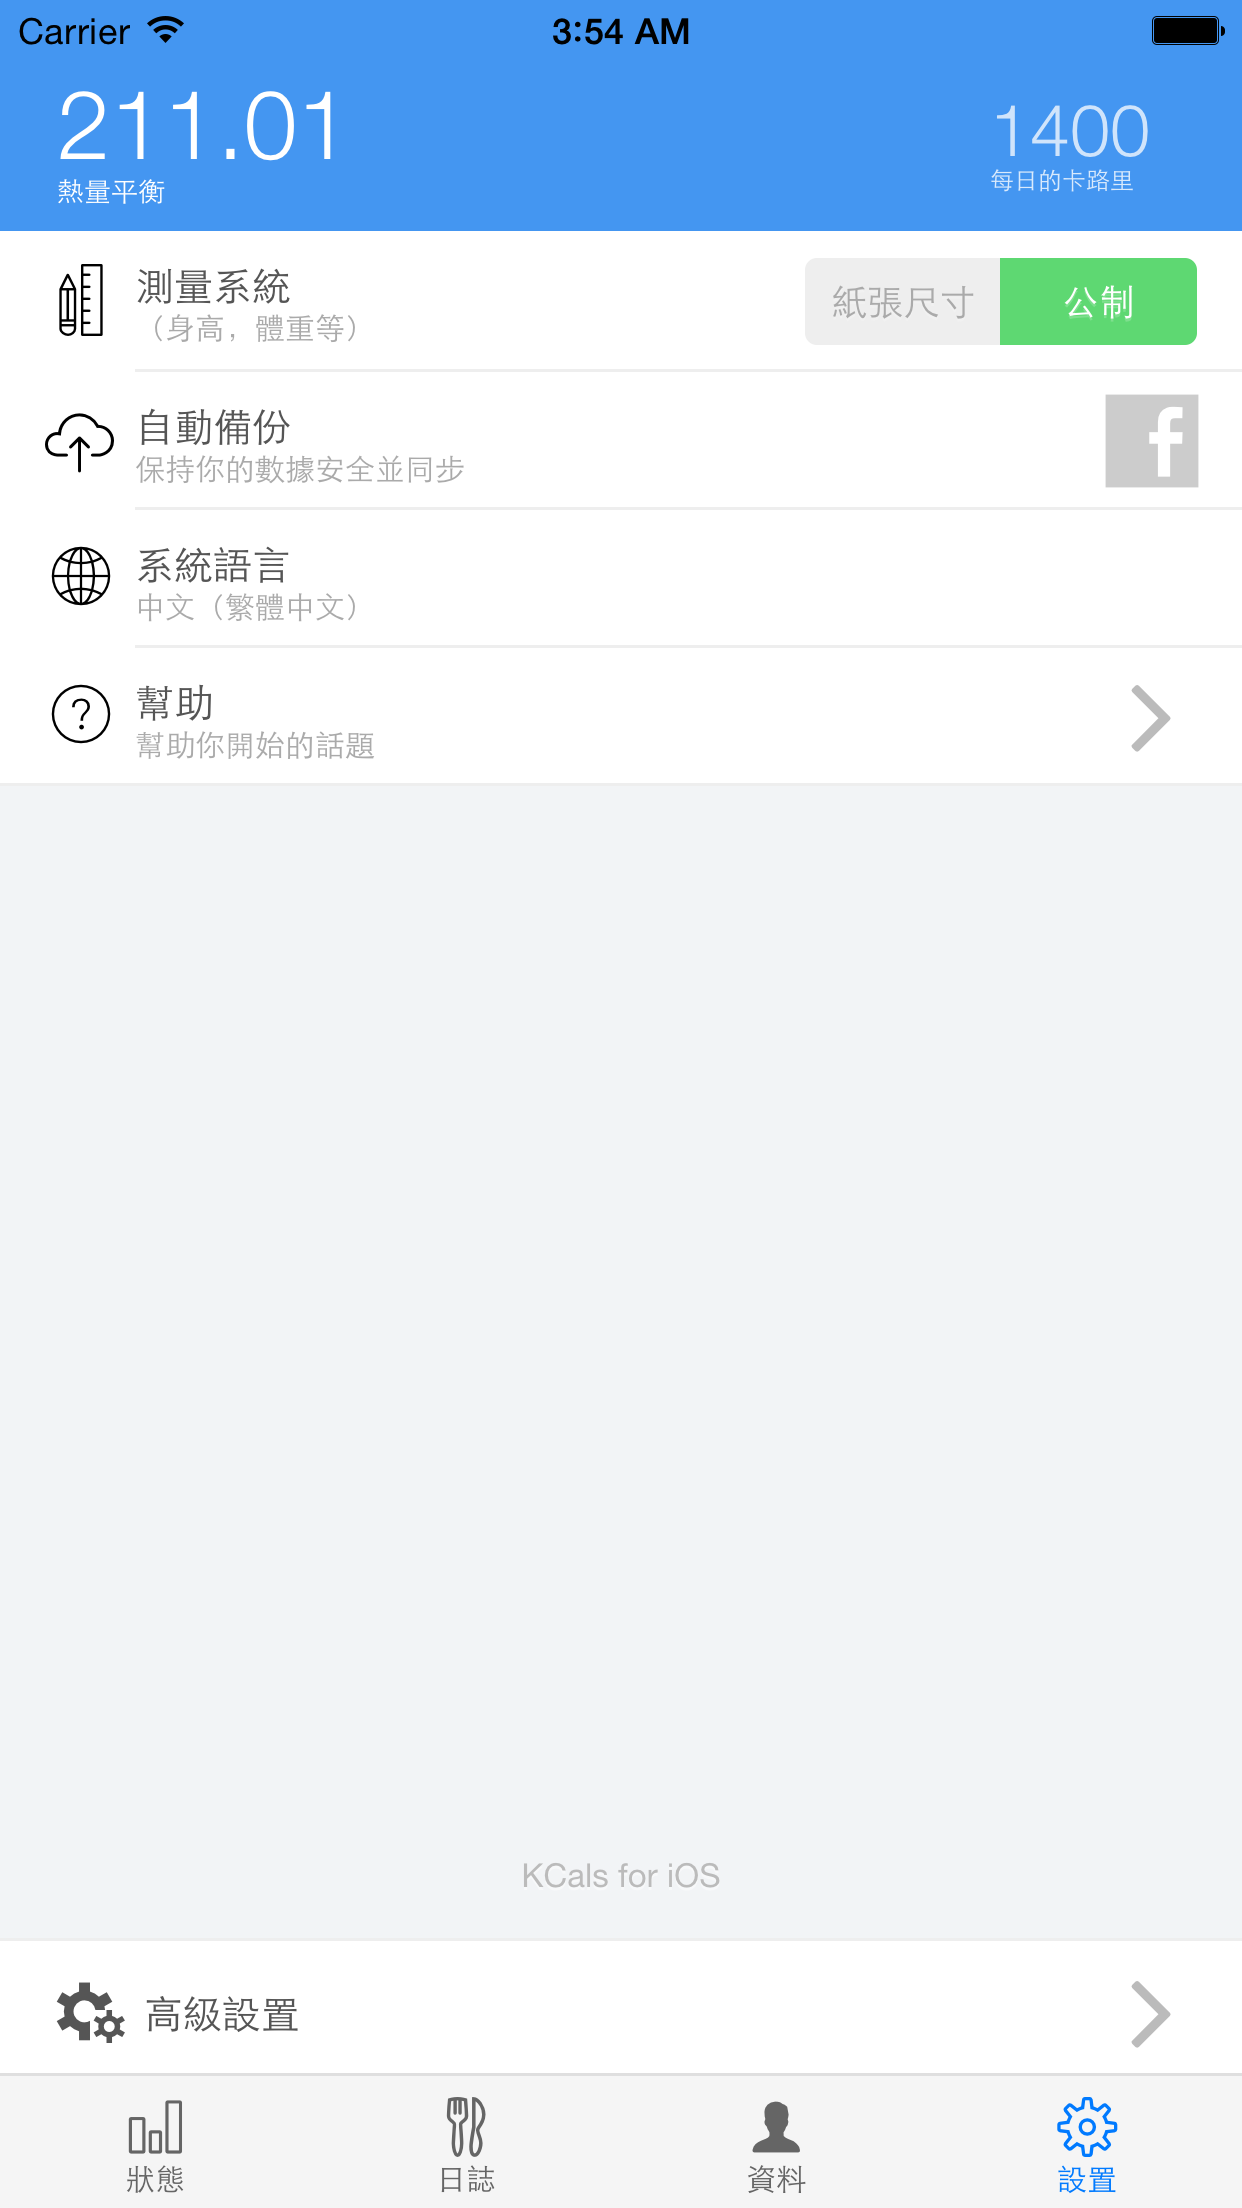 Carrier 3:54 AM
211.01
1400
熱量平衡
每日的卡路里
測量系統
（身高，體重等）
紙張尺寸
公制
自動備份
保持你的數據安全並同步
f
系統語言
中文（繁體中文）
幫助
幫助你開始的話題
?
KCals for iOS
高級設置
狀態
日誌
資料
設置